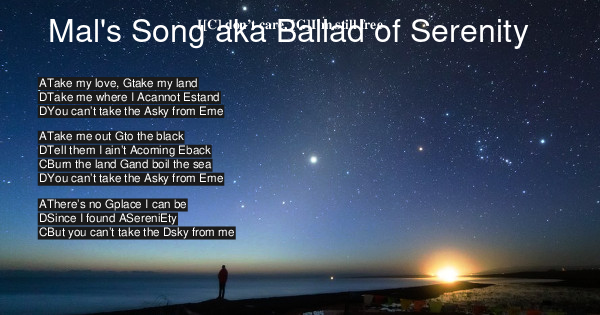 I[C] don't care, [G]I'm still free
Mal's Song aka Ballad of Serenity
ATake my love, Gtake my land
DTake me where I Acannot Estand
DYou can't take the Asky from Eme
ATake me out Gto the black
DTell them I ain't Acoming Eback
CBurn the land Gand boil the sea
DYou can't take the Asky from Eme
AThere's no Gplace I can be
DSince I found ASereniEty
CBut you can't take the Dsky from me